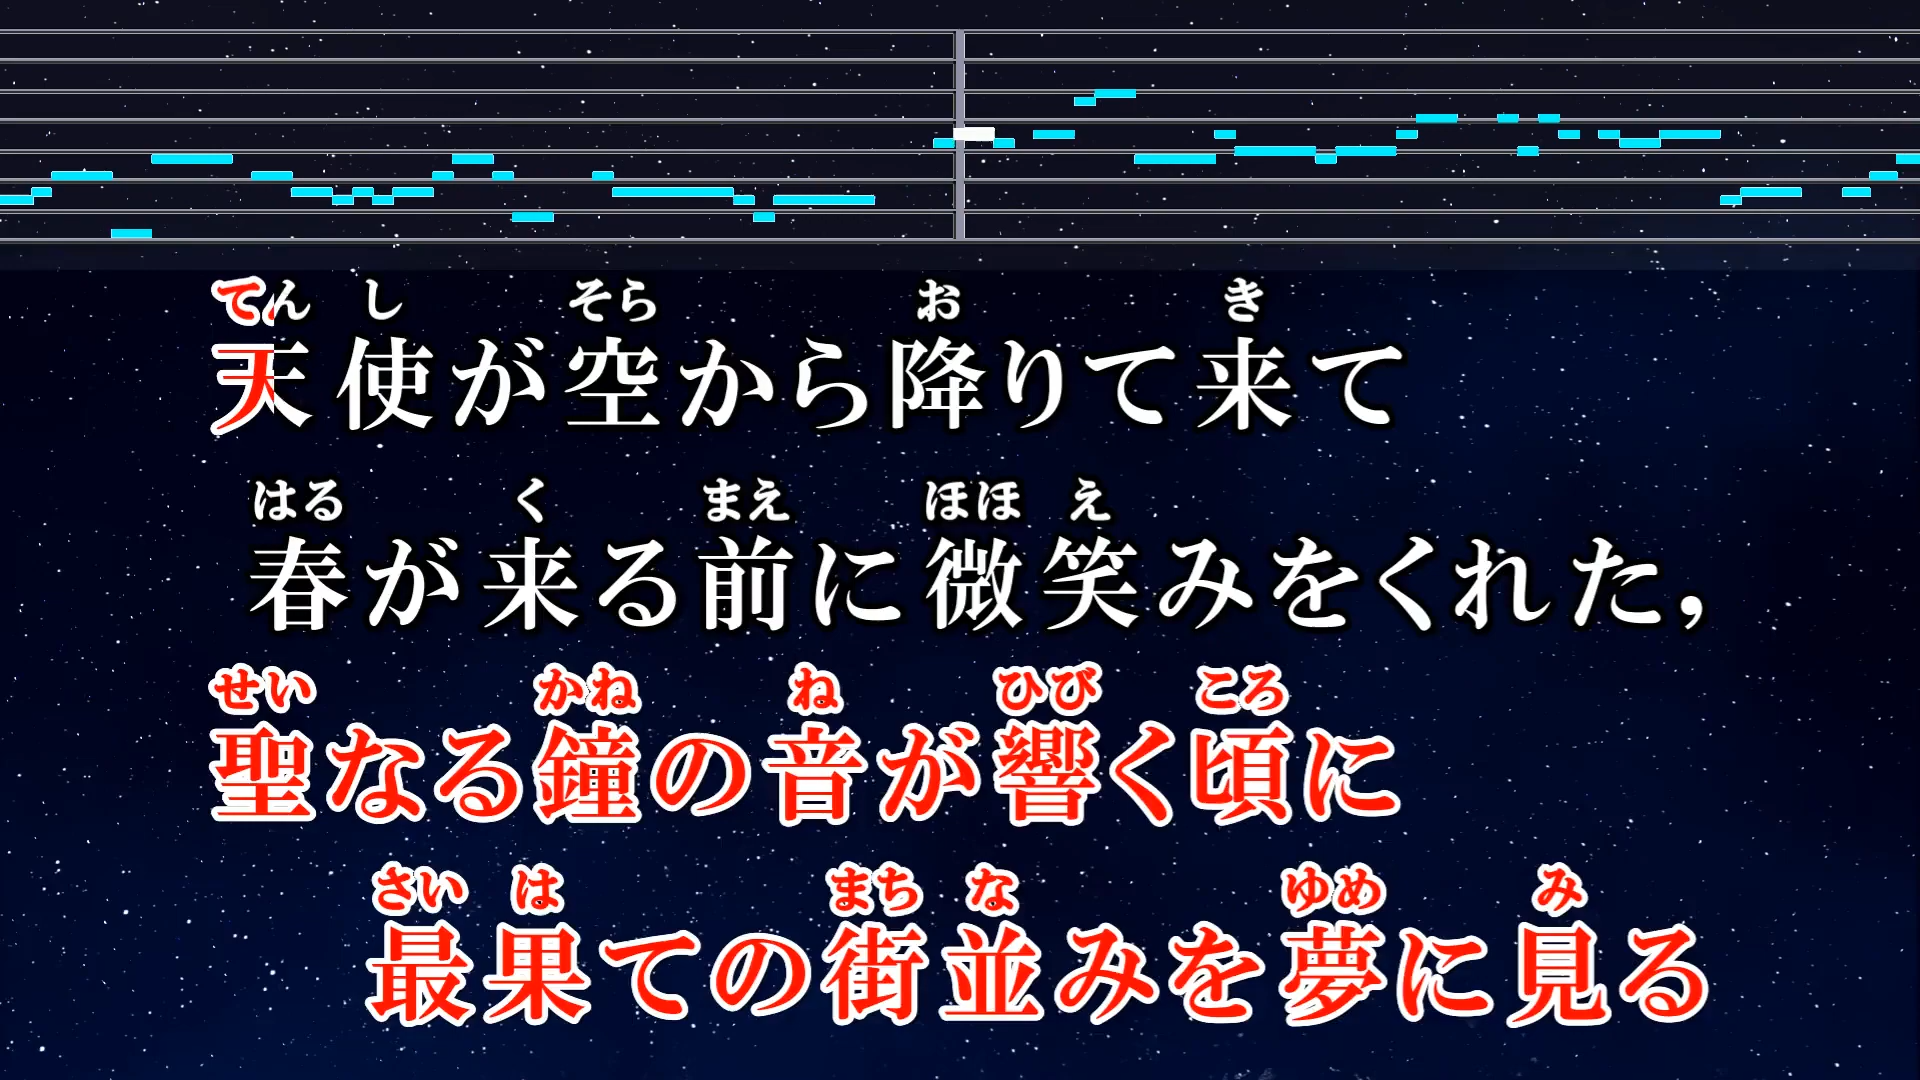 てん し そら お き
天使が空から降りて来て
はる く まえ ほほ え
春が来る前に微笑みをくれた,
せい かね ね ひび ころ
聖なる鐘の音が響く頃に
さい は まち な ゆめ み
最果ての街並みを夢に見る